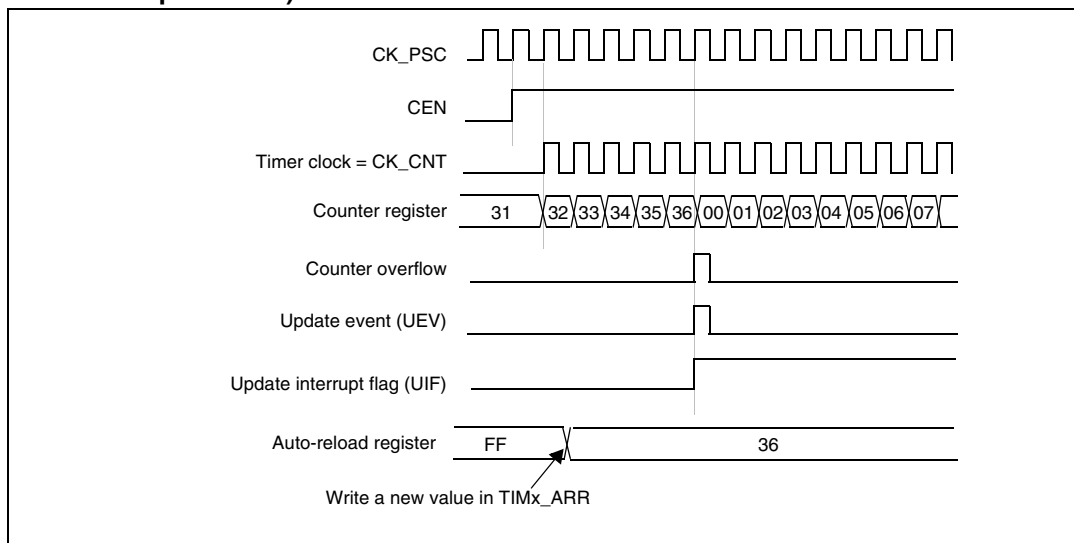 CK_PSC
CEN
Timer clock = CK_CNT
Counter register 31 32 33 34 35 36 00 01 02 03 04 05 06 07
Counter overflow
Update event (UEV)
Update interrupt flag (UIF)
Auto-reload register FF 36
Write a new value in TIMx_ARR